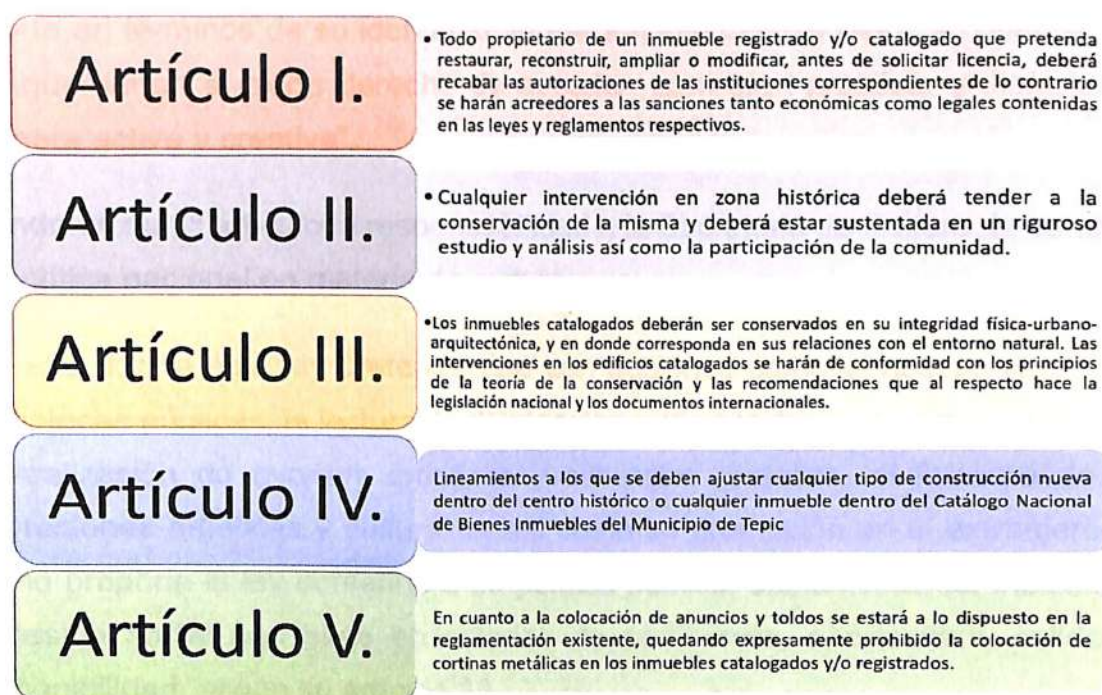 Artículo I.
• Todo propietario de un inmueble registrado y/o catalogado que pretenda
restaurar, reconstruir, ampliar o modificar, antes de solicitar licencia, deberá
recabar las autorizaciones de las instituciones correspondientes de lo contrario
se harán acreedores a las sanciones tanto económicas como legales contenidas
en las leyes y reglamentos respectivos.
Artículo II.
• Cualquier intervención en zona histórica deberá tender a la
conservación de la misma y deberá estar sustentada en un riguroso
estudio y análisis así como la participación de la comunidad.
Artículo III.
•Los inmuebles catalogados deberán ser conservados en su integridad física-urbano-
arquitectónica, y en donde corresponda en sus relaciones con el entorno natural. Las
intervenciones en los edificios catalogados se harán de conformidad con los principios
de la teoría de la conservación y las recomendaciones que al respecto hace la
legislación nacional y los documentos internacionales.
Artículo IV.
Lineamientos a los que se deben ajustar cualquier tipo de construcción nueva
dentro del centro histórico o cualquier inmueble dentro del Catálogo Nacional
de Bienes Inmuebles del Municipio de Tepic
Artículo V.
En cuanto a la colocación de anuncios y toldos se estará a lo dispuesto en la
reglamentación existente, quedando expresamente prohibido la colocación de
cortinas metálicas en los inmuebles catalogados y/o registrados.